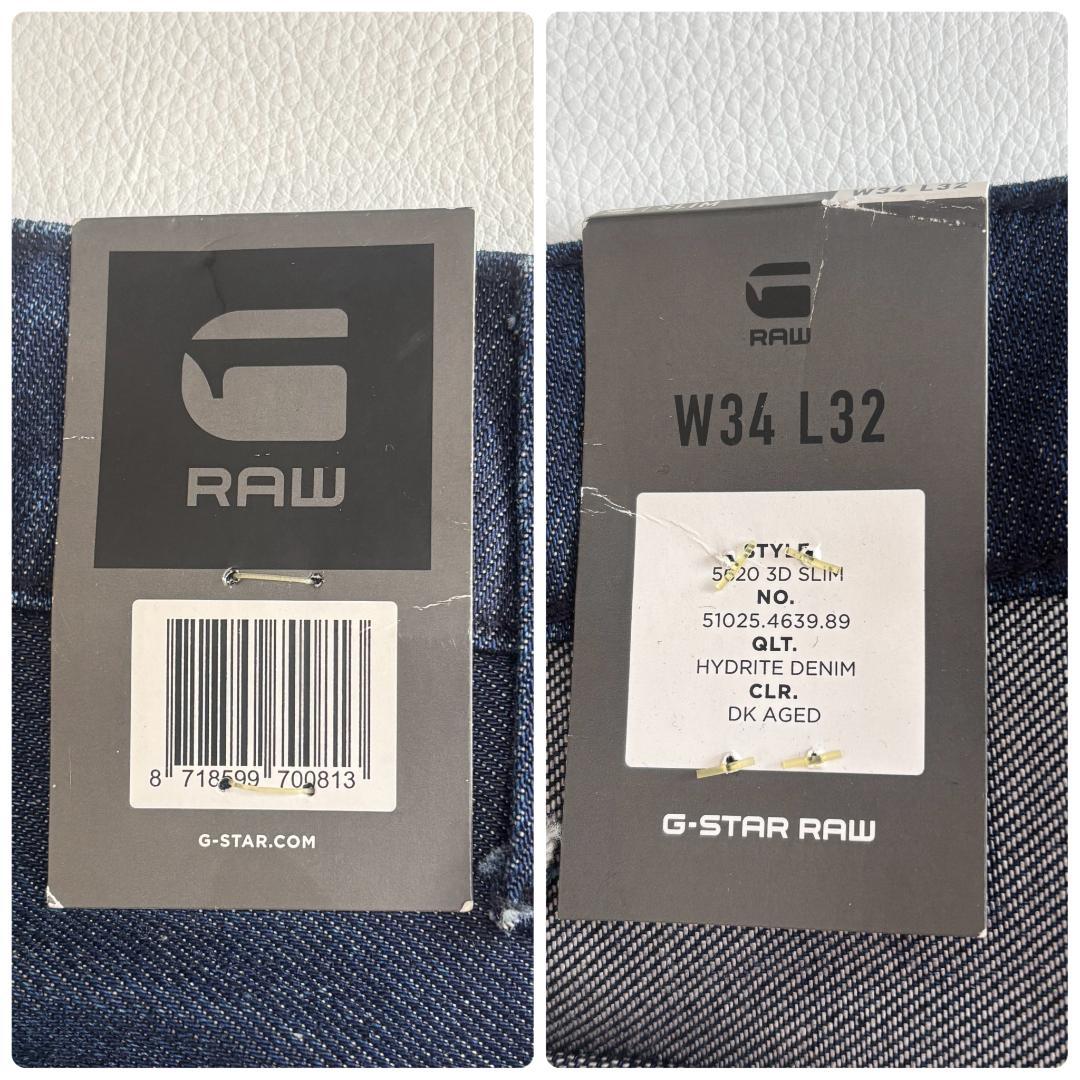 RAW
8 718599 700813
G-STAR.COM
W34 L32
RAW
W34 L32
STYLE
5620 3D SLIM
NO.
51025.4639.89
QLT.
HYDRITE DENIM
CLR.
DK AGED
G-STAR RAW